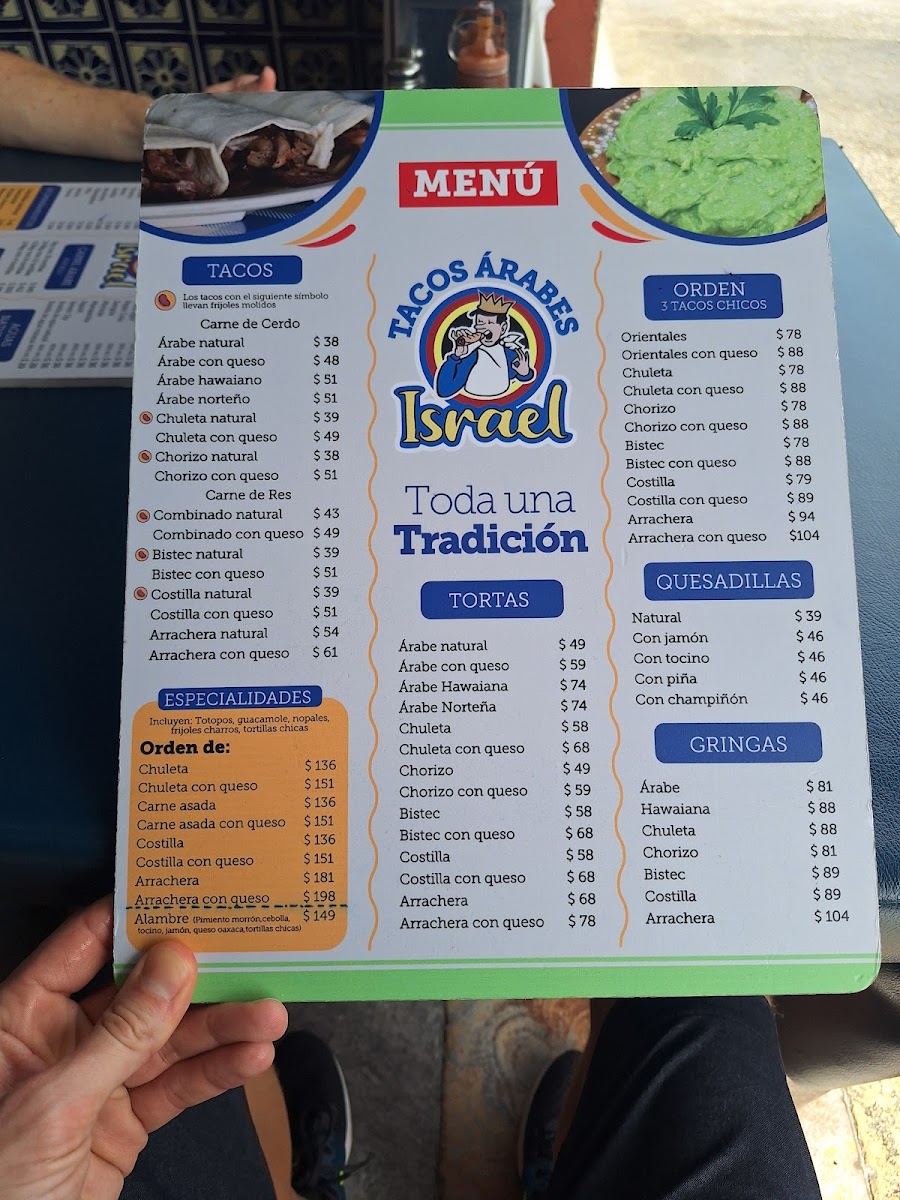 MENÚ
TACOS ÁRABES
Israel
Toda una
Tradición
TACOS
Los tacos con el siguiente símbolo
llevan frijoles molidos
Carne de Cerdo
Árabe natural $ 38
Árabe con queso $ 48
Árabe hawaiano $ 51
Árabe norteño $ 51
Chuleta natural $ 39
Chuleta con queso $ 49
Chorizo natural $ 38
Chorizo con queso $ 51
Carne de Res
Combinado natural $ 43
Combinado con queso $ 49
Bistec natural $ 39
Bistec con queso $ 51
Costilla natural $ 39
Costilla con queso $ 51
Arrachera natural $ 54
Arrachera con queso $ 61
ESPECIALIDADES
Incluyen: Totopos, guacamole, nopales,
frijoles charros, tortillas chicas
Orden de:
Chuleta $ 136
Chuleta con queso $ 151
Carne asada $ 136
Carne asada con queso $ 151
Costilla $ 136
Costilla con queso $ 151
Arrachera $ 181
Arrachera con queso $ 198
Alambre (Pimiento morrón,cebolla, $ 149
tocino, jamón, queso oaxaca,tortillas chicas)
TORTAS
Árabe natural $ 49
Árabe con queso $ 59
Árabe Hawaiana $ 74
Árabe Norteña $ 74
Chuleta $ 58
Chuleta con queso $ 68
Chorizo $ 49
Chorizo con queso $ 59
Bistec $ 58
Bistec con queso $ 68
Costilla $ 58
Costilla con queso $ 68
Arrachera $ 68
Arrachera con queso $ 78
ORDEN
3 TACOS CHICOS
Orientales $ 78
Orientales con queso $ 88
Chuleta $ 78
Chuleta con queso $ 88
Chorizo $ 78
Chorizo con queso $ 88
Bistec $ 78
Bistec con queso $ 88
Costilla $ 79
Costilla con queso $ 89
Arrachera $ 94
Arrachera con queso $104
QUESADILLAS
Natural $ 39
Con jamón $ 46
Con tocino $ 46
Con piña $ 46
Con champiñón $ 46
GRINGAS
Árabe $ 81
Hawaiana $ 88
Chuleta $ 88
Chorizo $ 81
Bistec $ 89
Costilla $ 89
Arrachera $ 104
Israel